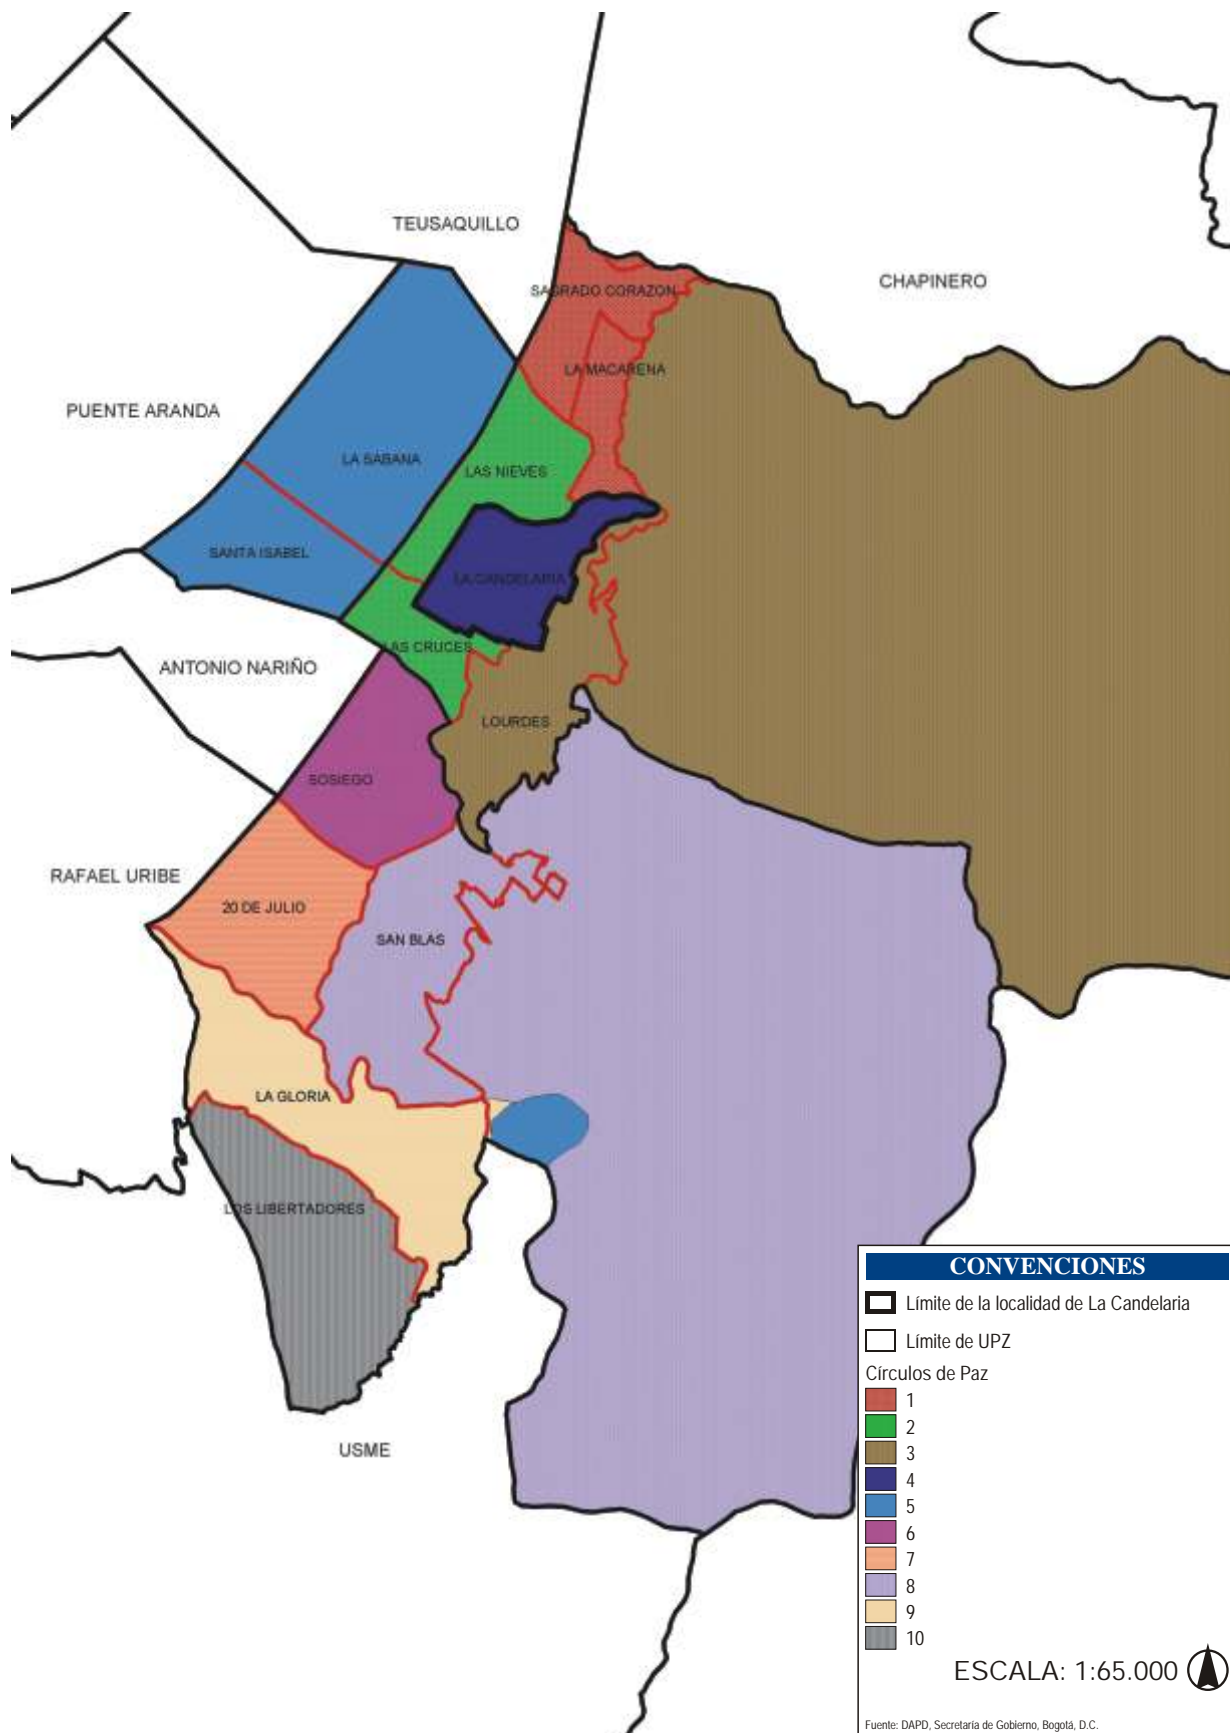 TEUSAQUILLO
CHAPINERO
SAGRADO CORAZON
LA MACARENA
PUENTE ARANDA
LA SABANA
LAS NIEVES
SANTA ISABEL
LA CANDELARIA
LAS CRUCES
ANTONIO NARIÑO
LOURDES
SOSIEGO
RAFAEL URIBE
20 DE JULIO
SAN BLAS
LA GLORIA
LOS LIBERTADORES
USME
CONVENCIONES
Límite de la localidad de La Candelaria
Límite de UPZ
Círculos de Paz
1
2
3
4
5
6
7
8
9
10
ESCALA: 1:65.000
Fuente: DAPD, Secretaría de Gobierno, Bogotá, D.C.